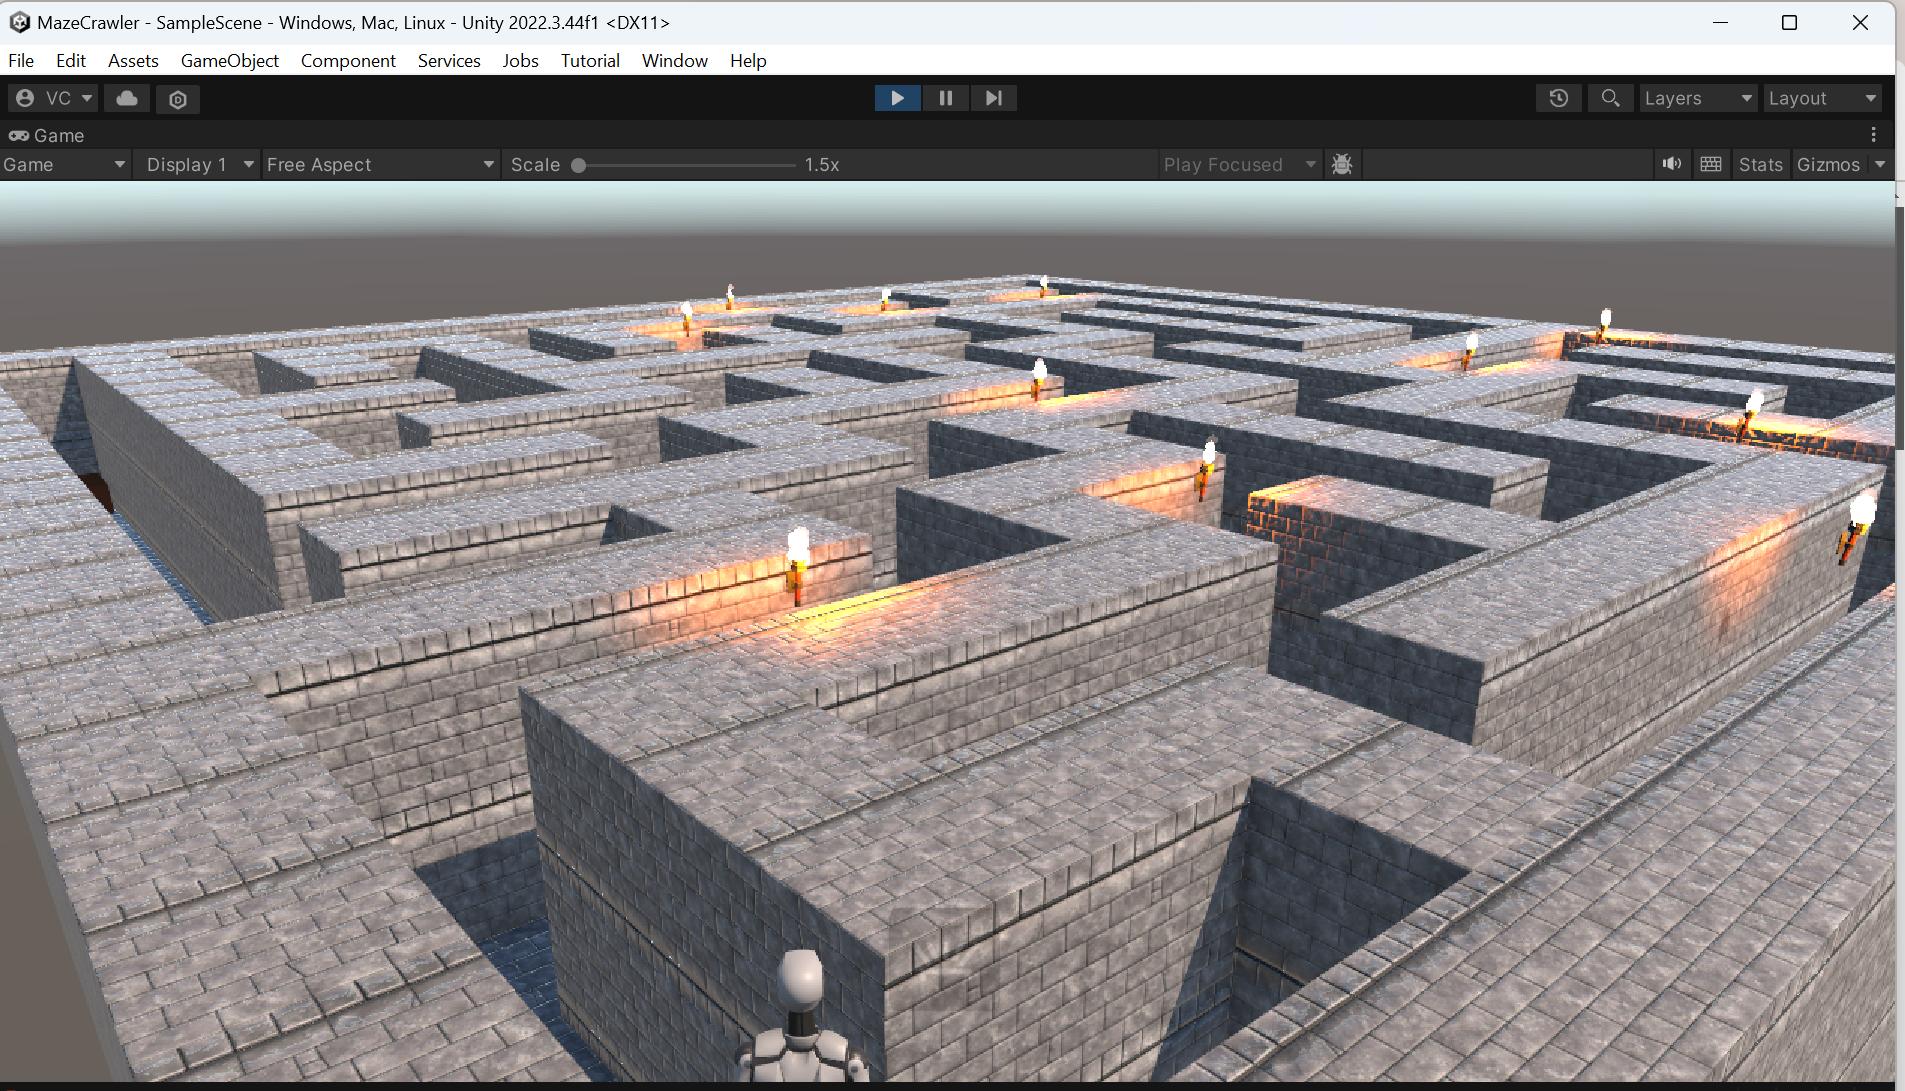 MazeCrawler - SampleScene - Windows, Mac, Linux - Unity 2022.3.44f1 <DX11>
File Edit Assets GameObject Component Services Jobs Tutorial Window Help
VC Layers Layout
Game
Game Display 1 Free Aspect Scale 1.5x Play Focused Stats Gizmos